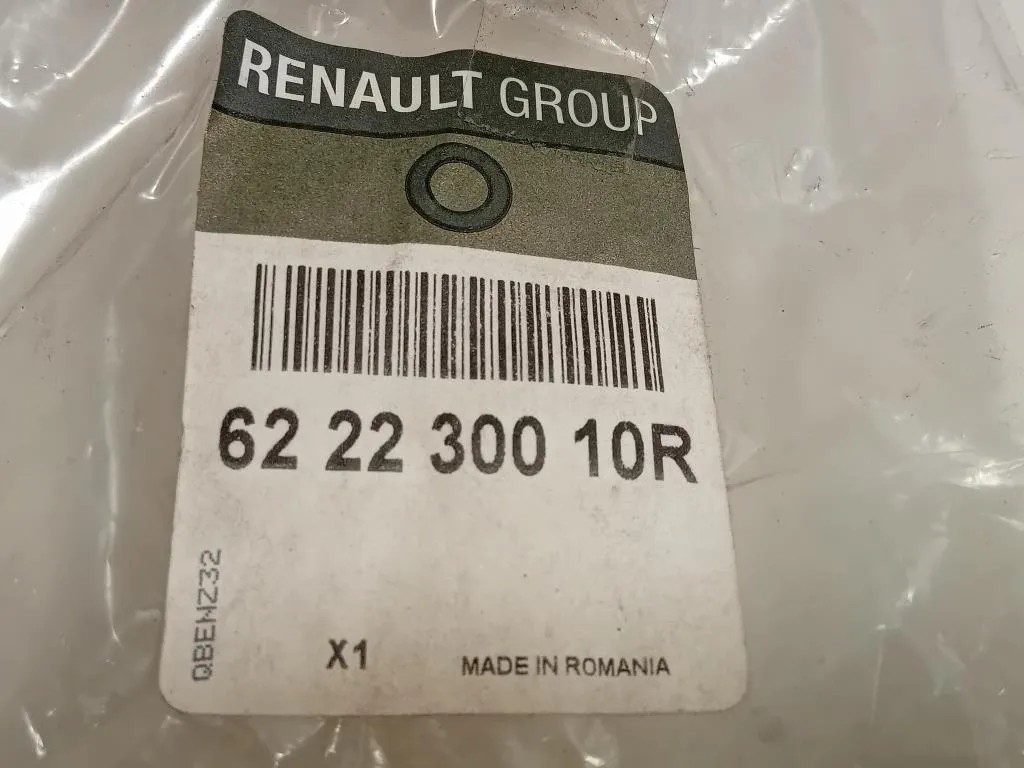 RENAULT GROUP
62 22 300 10R
QBEMZ32
X1
MADE IN ROMANIA